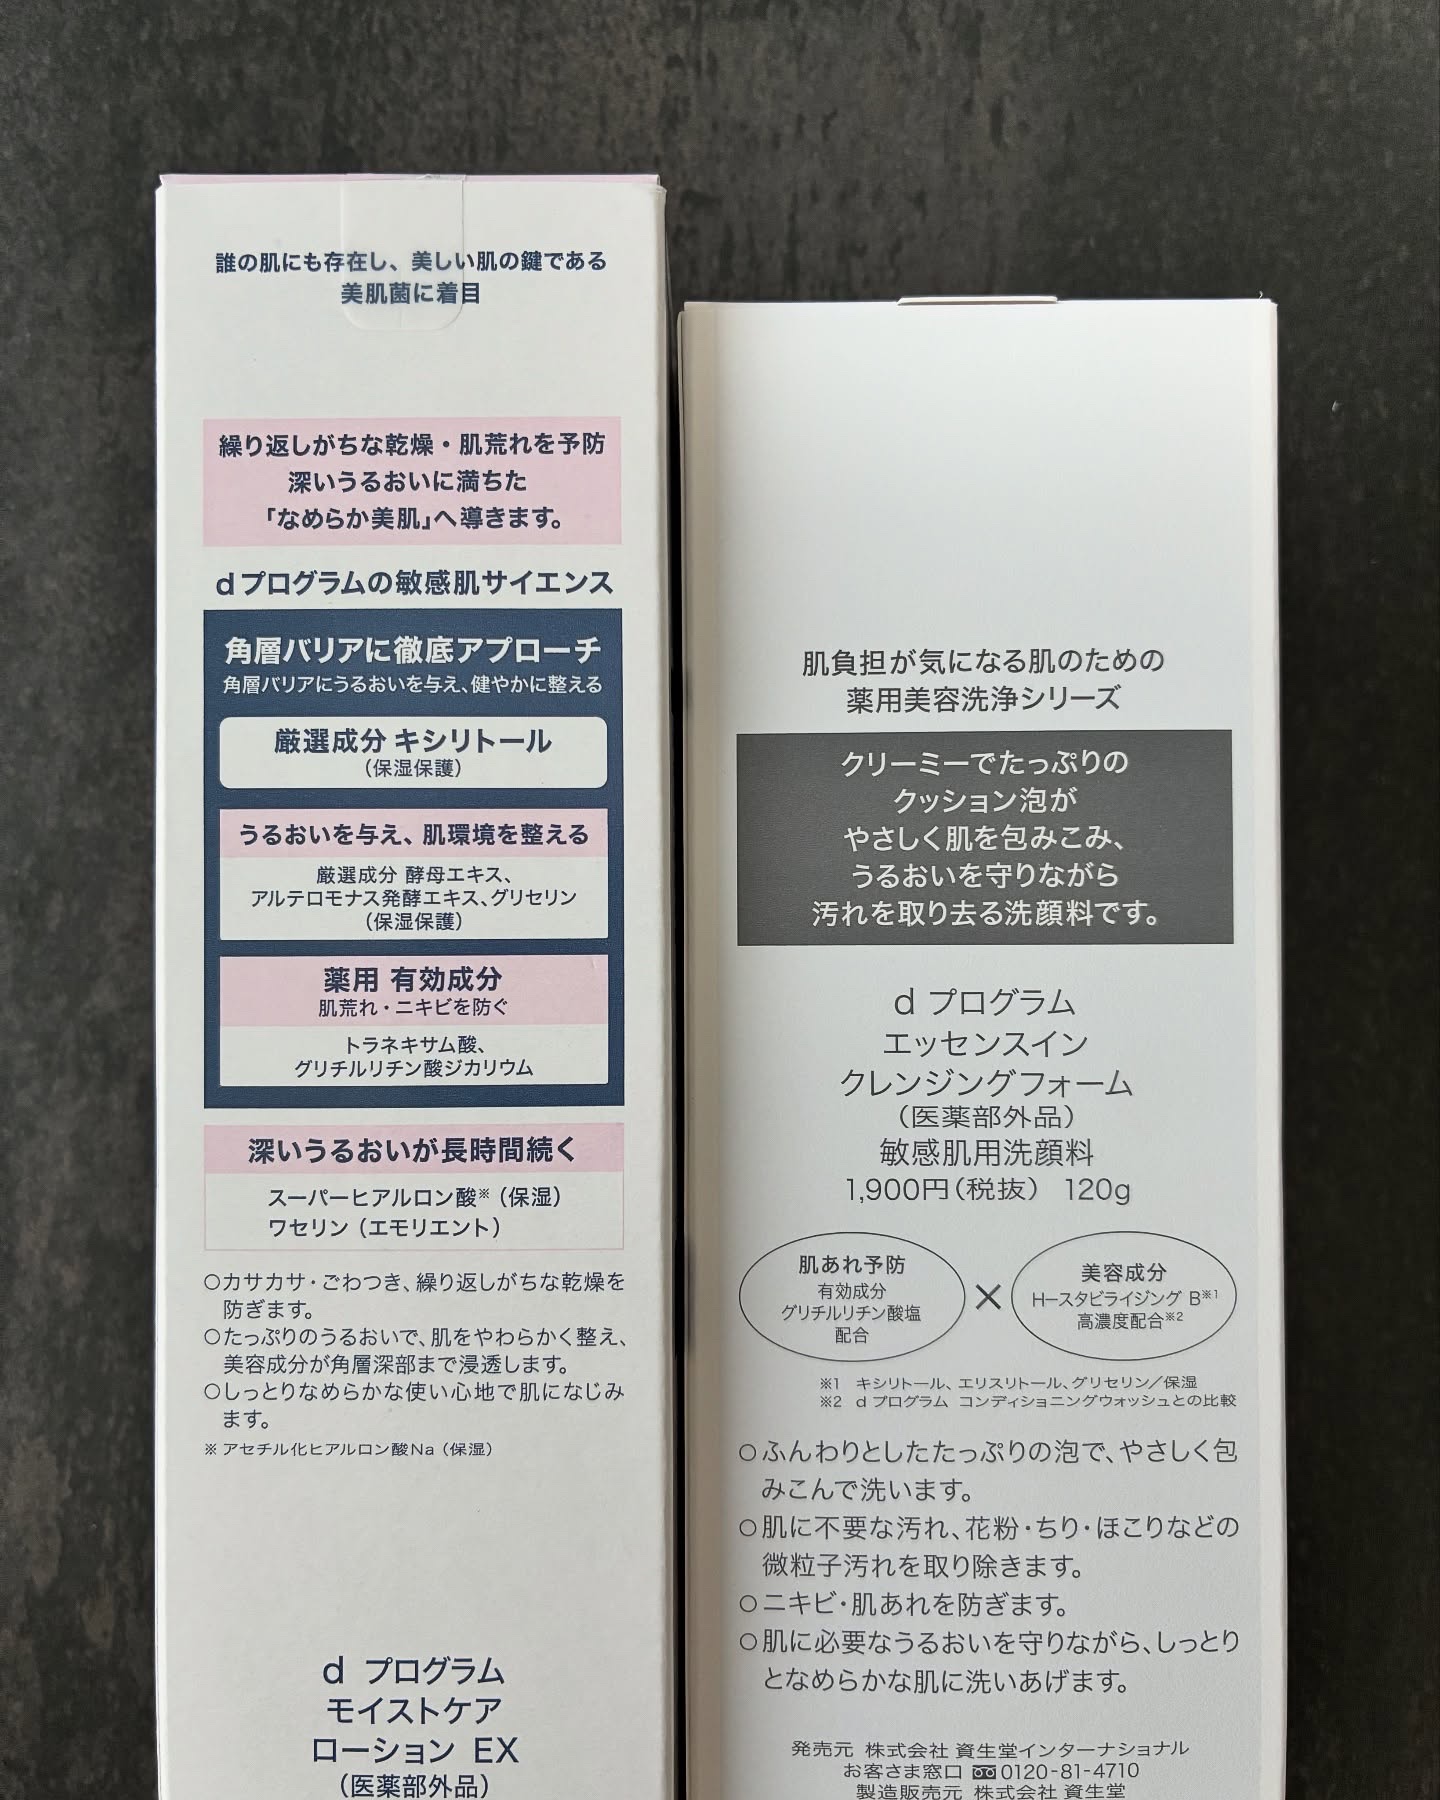 誰の肌にも存在し、美しい肌の鍵である
美肌菌に着目
繰り返しがちな乾燥・肌荒れを予防
深いうるおいに満ちた
「なめらか美肌」へ導きます。
dプログラムの敏感肌サイエンス
角層バリアに徹底アプローチ
角層バリアにうるおいを与え、健やかに整える
厳選成分 キシリトール
(保湿保護)
うるおいを与え、肌環境を整える
厳選成分 酵母エキス、
アルテロモナス発酵エキス、グリセリン
(保湿保護)
薬用 有効成分
肌荒れ・ニキビを防ぐ
トラネキサム酸、
グリチルリチン酸ジカリウム
深いうるおいが長時間続く
スーパーヒアルロン酸※(保湿)
ワセリン(エモリエント)
○カサカサ・ごわつき、繰り返しがちな乾燥を
防ぎます。
○たっぷりのうるおいで、肌をやわらかく整え、
美容成分が角層深部まで浸透します。
○しっとりなめらかな使い心地で肌になじみ
ます。
※ アセチル化ヒアルロン酸Na(保湿)
d プログラム
モイストケア
ローション EX
(医薬部外品)
肌負担が気になる肌のための
薬用美容洗浄シリーズ
クリーミーでたっぷりの
クッション泡が
やさしく肌を包みこみ、
うるおいを守りながら
汚れを取り去る洗顔料です。
d プログラム
エッセンスイン
クレンジングフォーム
(医薬部外品)
敏感肌用洗顔料
1,900円(税抜) 120g
肌あれ予防
有効成分
グリチルリチン酸塩
配合
×
美容成分
H-スタビライジング B※1
高濃度配合※2
※1 キシリトール、エリスリトール、グリセリン/保湿
※2 d プログラム コンディショニングウォッシュとの比較
○ふんわりとしたたっぷりの泡で、やさしく包
みこんで洗います。
○肌に不要な汚れ、花粉・ちり・ほこりなどの
微粒子汚れを取り除きます。
○ニキビ・肌あれを防ぎます。
○肌に必要なうるおいを守りながら、しっとり
となめらかな肌に洗いあげます。
発売元 株式会社 資生堂インターナショナル
お客さま窓口 0120-81-4710
製造販売元 株式会社 資生堂